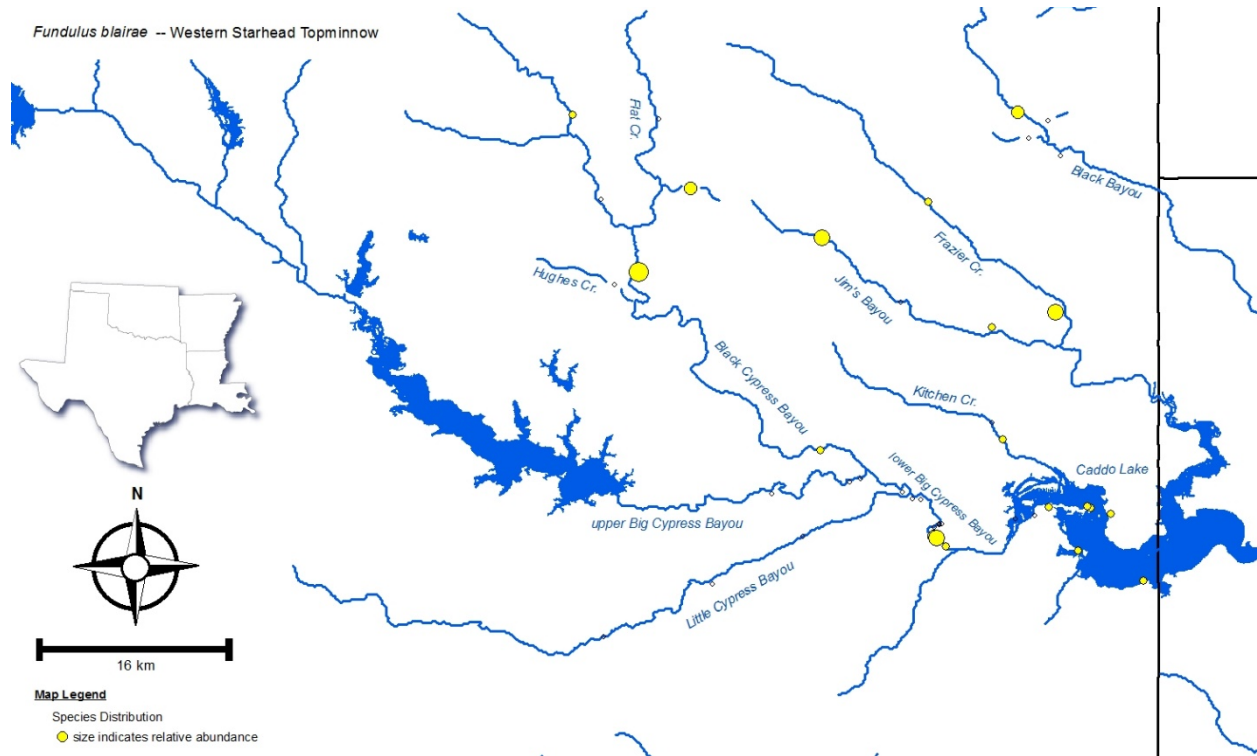 Fundulus blairae -- Western Starhead Topminnow
Flat Cr.
Black Bayou
Frazier Cr.
Hughes Cr.
Jim's Bayou
Black Cypress Bayou
Kitchen Cr.
lower Big Cypress Bayou
Caddo Lake
upper Big Cypress Bayou
Little Cypress Bayou
N
16 km
Map Legend
Species Distribution
size indicates relative abundance